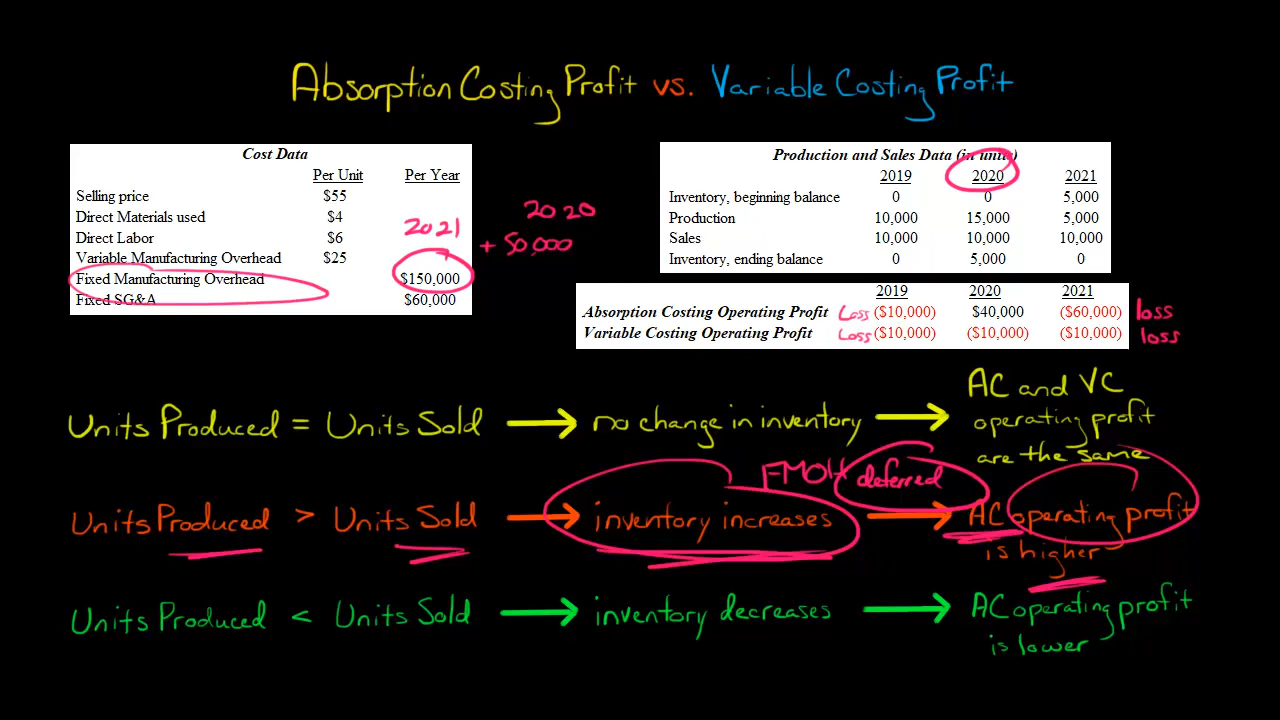 Absorption Costing Profit vs. Variable Costing Profit
Cost Data
Per Unit Per Year
Selling price $55
Direct Materials used $4
Direct Labor $6
Variable Manufacturing Overhead $25
Fixed Manufacturing Overhead $150,000
Fixed SG&A $60,000
2021
2020
+ 50,000
Production and Sales Data (in units)
2019 2020 2021
Inventory, beginning balance 0 0 5,000
Production 10,000 15,000 5,000
Sales 10,000 10,000 10,000
Inventory, ending balance 0 5,000 0
2019 2020 2021
Absorption Costing Operating Profit Loss ($10,000) $40,000 ($60,000) loss
Variable Costing Operating Profit Loss ($10,000) ($10,000) ($10,000) loss
Units Produced = Units Sold → no change in inventory → AC and VC
operating profit
are the same
FMOH deferred
Units Produced > Units Sold → inventory increases → AC operating profit
is higher
Units Produced < Units Sold → inventory decreases → AC operating profit
is lower